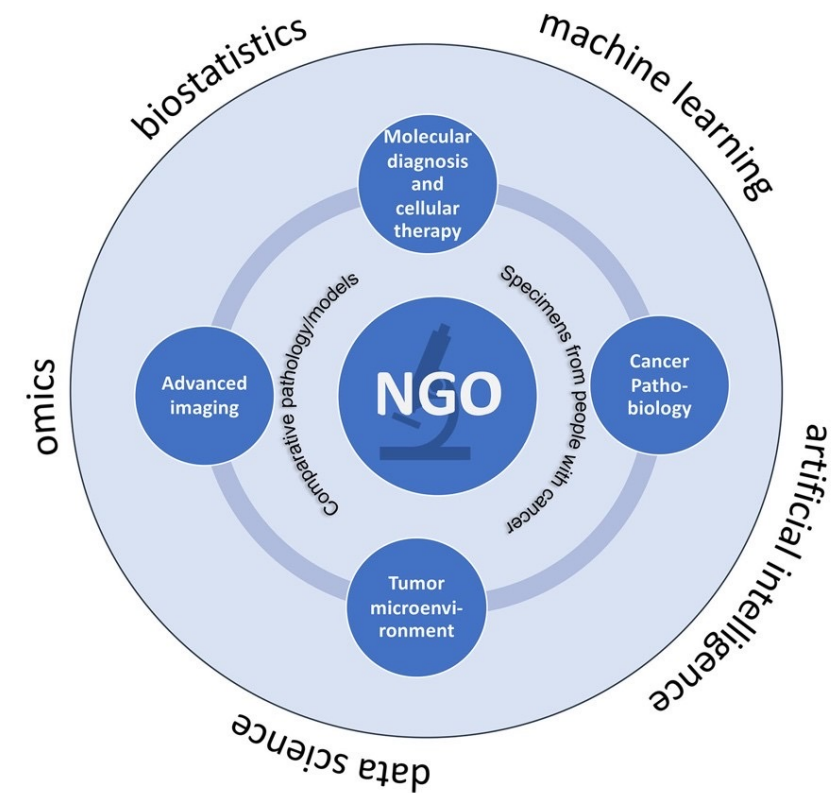 biostatistics
machine learning
Molecular
diagnosis
and
cellular
therapy
Comparative pathology/models
Specimens from people with cancer
omics
Advanced
imaging
NGO
Cancer
Patho-
biology
artificial intelligence
Tumor
microenvi-
ronment
data science